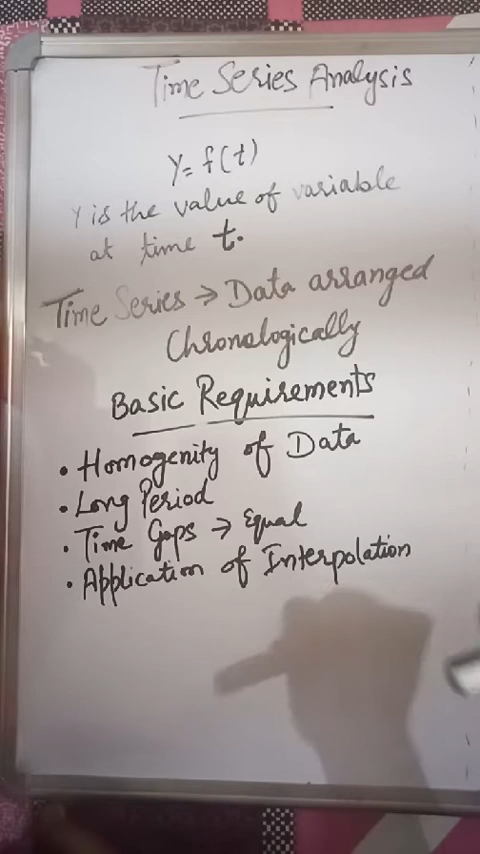 Time Series Analysis
Y= f(t)
Y is the value of variable
at time t.
Time Series → Data arranged
Chronologically
Basic Requirements
• Homogenity of Data
• Long Period
• Time Gaps → Equal
• Application of Interpolation